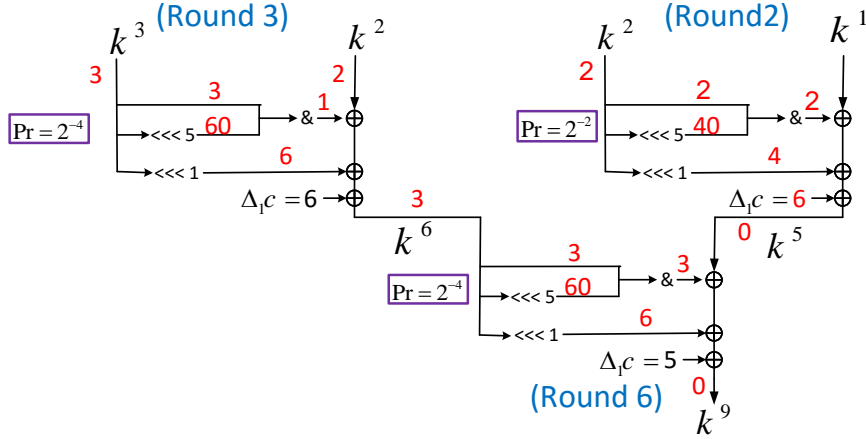 (Round 3) (Round2)
k^3 k^2 k^2 k^1
3 2 2
3 1 2 2
&
&
Pr = 2^{-4} <<< 5 60 Pr = 2^{-2} <<< 5 40
6 4
<<< 1 <<< 1
Δ₁c = 6 Δ₁c = 6
3 0
k^6 k^5
3 3
&
Pr = 2^{-4} <<< 5 60
6
<<< 1
Δ₁c = 5
(Round 6) 0
k^9